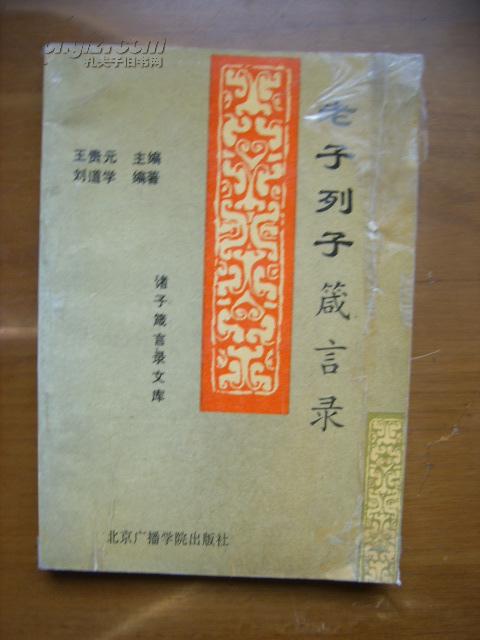 老子列子箴言录
王贵元 主编
刘道学 编著
诸子箴言录文库
北京广播学院出版社
孔夫子旧书网